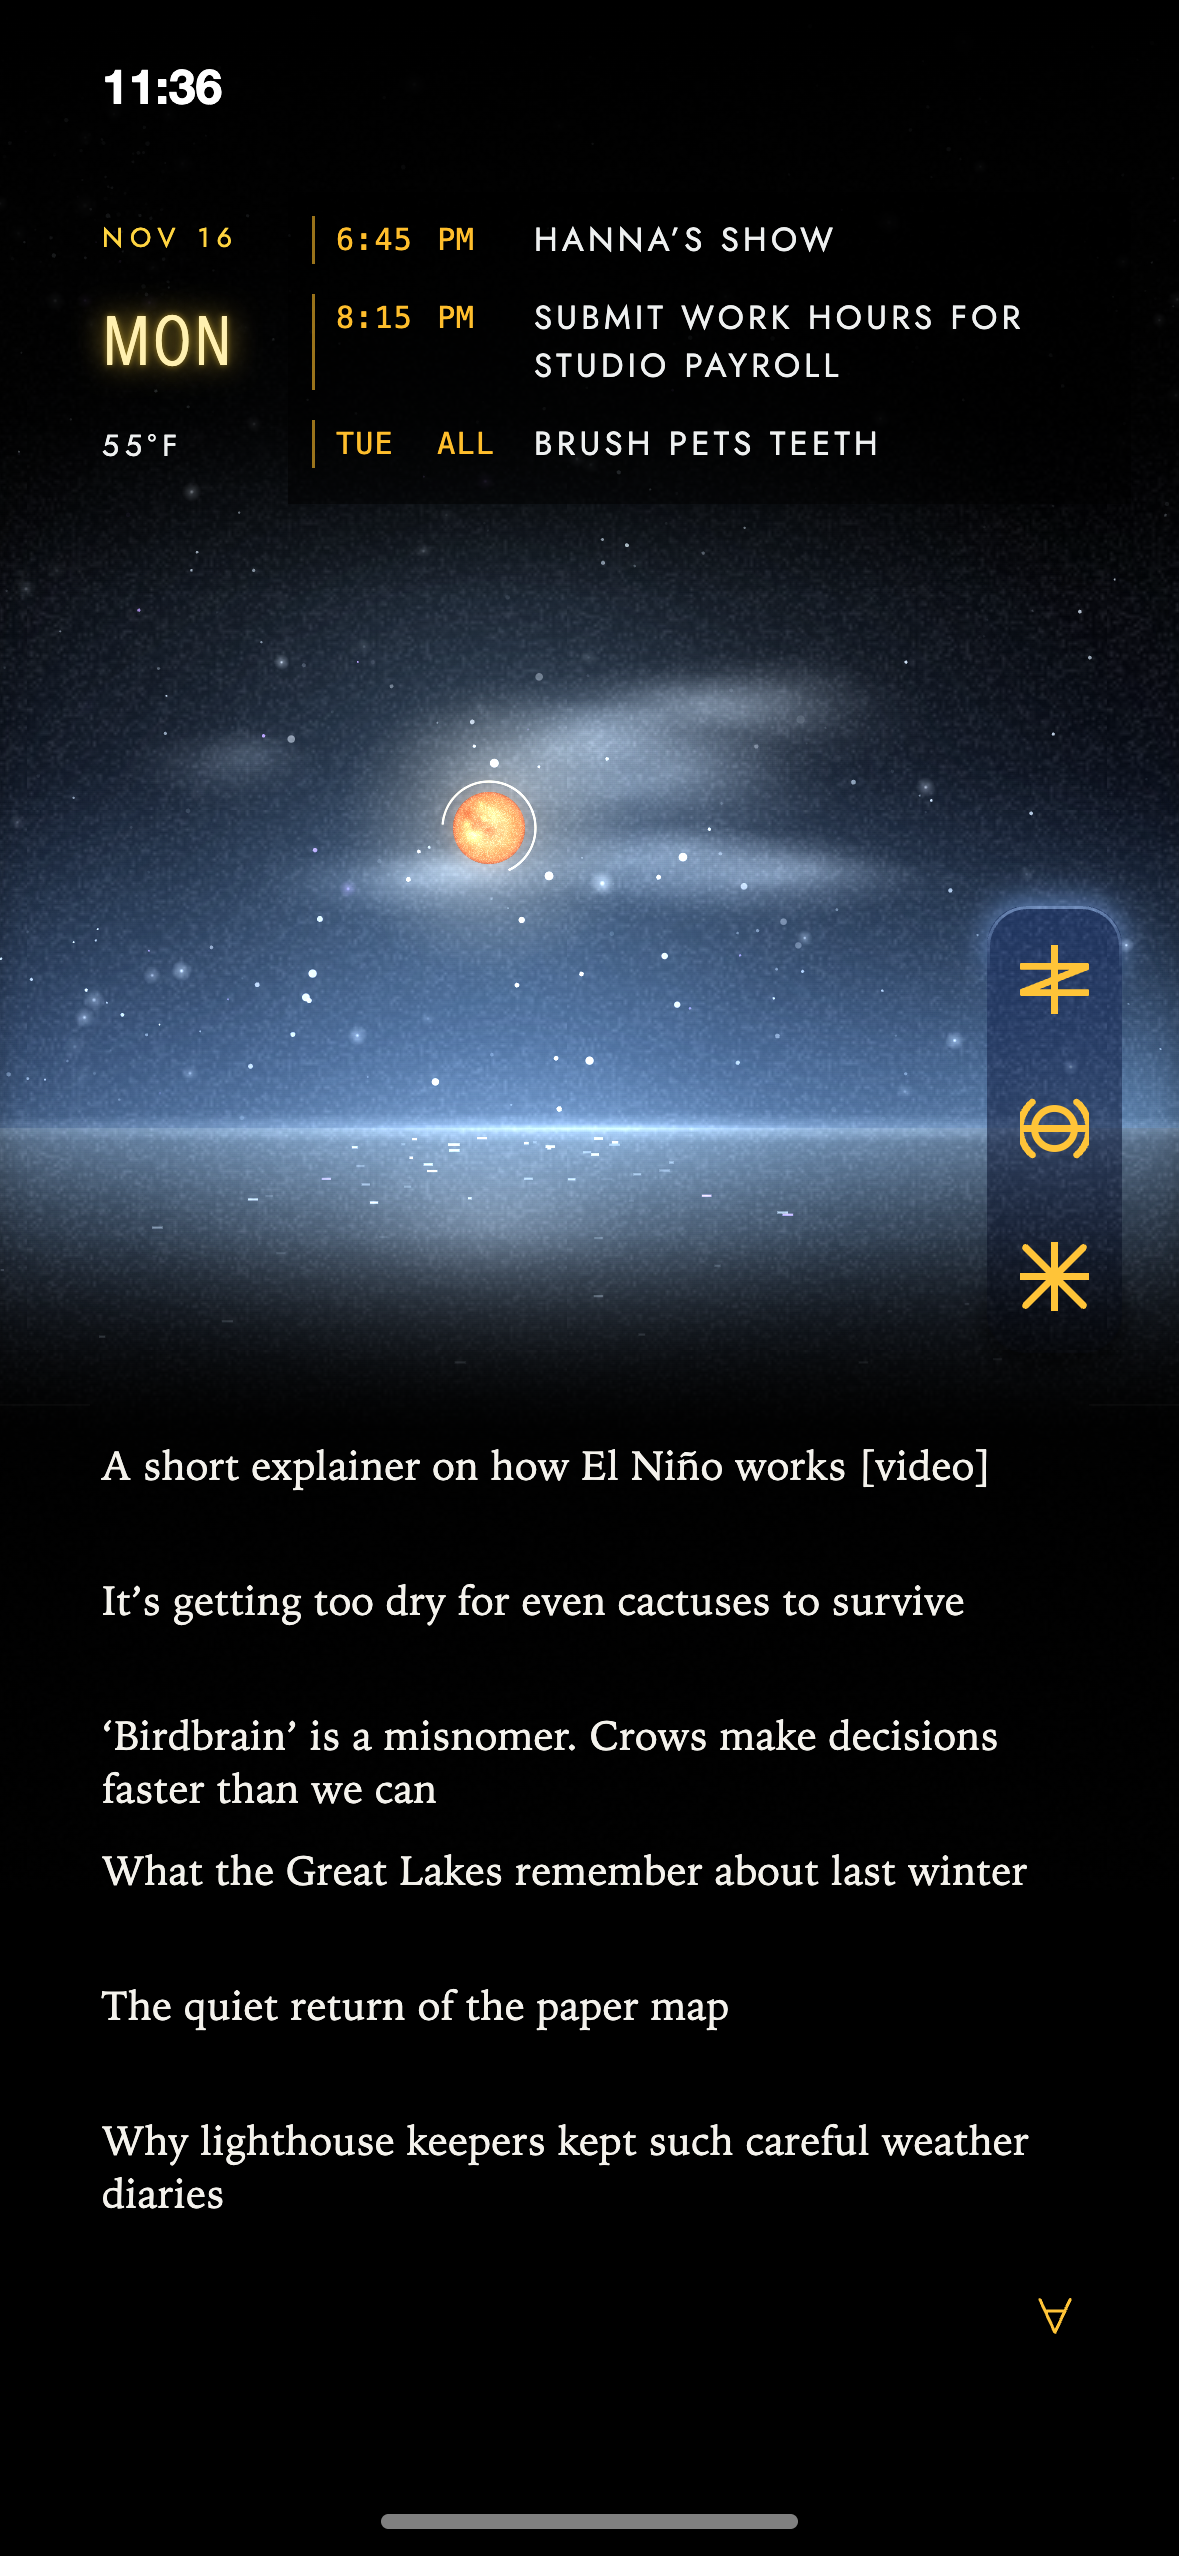 11:36
NOV 16
MON
55°F
6:45 PM HANNA’S SHOW
8:15 PM SUBMIT WORK HOURS FOR
STUDIO PAYROLL
TUE ALL BRUSH PETS TEETH
A short explainer on how El Niño works [video]
It’s getting too dry for even cactuses to survive
‘Birdbrain’ is a misnomer. Crows make decisions
faster than we can
What the Great Lakes remember about last winter
The quiet return of the paper map
Why lighthouse keepers kept such careful weather
diaries
∀